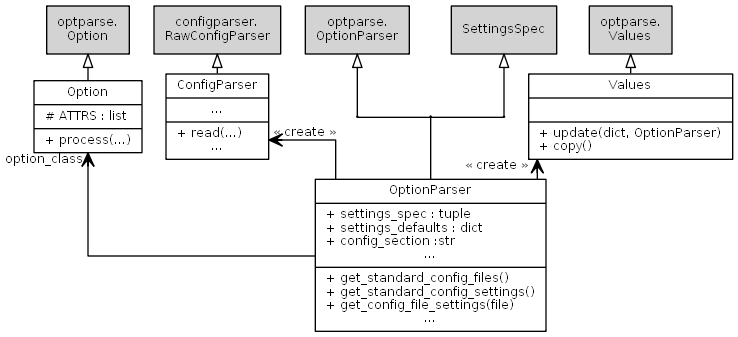 optparse.
Option
configparser.
RawConfigParser
optparse.
OptionParser
SettingsSpec
optparse.
Values
Option
# ATTRS : list
+ process(...)
ConfigParser
...
+ read(...)
...
Values
+ update(dict, OptionParser)
+ copy()
« create »
option_class
« create »
OptionParser
+ settings_spec : tuple
+ settings_defaults : dict
+ config_section :str
...
+ get_standard_config_files()
+ get_standard_config_settings()
+ get_config_file_settings(file)
...